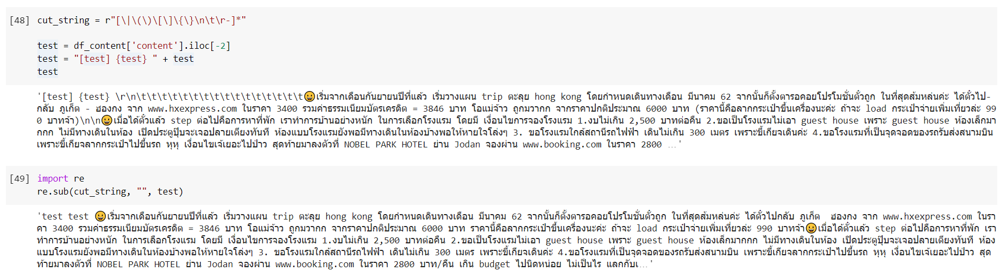 [48] cut_string = r"[\|\(\)\[\]\{\}\n\t\r-]*"
test = df_content['content'].iloc[-2]
test = "[test] {test} " + test
test
'[test] {test} \r\n\t\t\t\t\t\t\t\t\t\t\t\t\t\t\t\t😀เริ่มจากเดือนกันยายนปีที่แล้ว เริ่มวางแผน trip ตะลุย hong kong โดยกำหนดเดินทางเดือน มีนาคม 62 จากนั้นก็ตั้งตารอคอยโปรโมชั่นตั๋วถูก ในที่สุดส้มหล่นค่ะ ได้ตั๋วไป-
กลับ ภูเก็ต - ฮองกง จาก www.hxexpress.com ในราคา 3400 รวมค่าธรรมเนียมบัตรเครดิต = 3846 บาท โอแม่จ้าว ถูกมวากก จากราคาปกติประมาณ 6000 บาท (ราคานี้คือลากกระเป๋าขึ้นเครื่องนะค่ะ ถ้าจะ load กระเป๋าจ่ายเพิ่มเที่ยวล่ะ 99
0 บาทจ้า)\n\n😀เมื่อได้ตั๋วแล้ว step ต่อไปคือการหาที่พัก เราทำการบ้านอย่างหนัก ในการเลือกโรงแรม โดยมี เงื่อนไขการจองโรงแรม 1.งบไม่เกิน 2,500 บาทต่อคืน 2.ขอเป็นโรงแรมไม่เอา guest house เพราะ guest house ห้องเล็กมา
กกก ไม่มีทางเดินในห้อง เปิดประตูปุ๊บจะเจอปลายเตียงทันที ห้องแบบโรงแรมยังพอมีทางเดินในห้องบ้างพอให้หายใจโล่งๆ 3. ขอโรงแรมใกล้สถานีรถไฟฟ้า เดินไม่เกิน 300 เมตร เพราะขี้เกียจเดินค่ะ 4.ขอโรงแรมที่เป็นจุดจอดของรถรับส่งสนามบิน
เพราะขี้เกียจลากกระเป๋าไปขึ้นรถ หุหุ เงื่อนไขเจ้เยอะไปป่าว สุดท้ายมาลงตัวที่ NOBEL PARK HOTEL ย่าน Jodan จองผ่าน www.booking.com ในราคา 2800 …'
[49] import re
re.sub(cut_string, "", test)
'test test 😀เริ่มจากเดือนกันยายนปีที่แล้ว เริ่มวางแผน trip ตะลุย hong kong โดยกำหนดเดินทางเดือน มีนาคม 62 จากนั้นก็ตั้งตารอคอยโปรโมชั่นตั๋วถูก ในที่สุดส้มหล่นค่ะ ได้ตั๋วไปกลับ ภูเก็ต  ฮองกง จาก www.hxexpress.com ในรา
คา 3400 รวมค่าธรรมเนียมบัตรเครดิต = 3846 บาท โอแม่จ้าว ถูกมวากก จากราคาปกติประมาณ 6000 บาท ราคานี้คือลากกระเป๋าขึ้นเครื่องนะค่ะ ถ้าจะ load กระเป๋าจ่ายเพิ่มเที่ยวล่ะ 990 บาทจ้า😀เมื่อได้ตั๋วแล้ว step ต่อไปคือการหาที่พัก เรา
ทำการบ้านอย่างหนัก ในการเลือกโรงแรม โดยมี เงื่อนไขการจองโรงแรม 1.งบไม่เกิน 2,500 บาทต่อคืน 2.ขอเป็นโรงแรมไม่เอา guest house เพราะ guest house ห้องเล็กมากกก ไม่มีทางเดินในห้อง เปิดประตูปุ๊บจะเจอปลายเตียงทันที ห้อง
แบบโรงแรมยังพอมีทางเดินในห้องบ้างพอให้หายใจโล่งๆ 3. ขอโรงแรมใกล้สถานีรถไฟฟ้า เดินไม่เกิน 300 เมตร เพราะขี้เกียจเดินค่ะ 4.ขอโรงแรมที่เป็นจุดจอดของรถรับส่งสนามบิน เพราะขี้เกียจลากกระเป๋าไปขึ้นรถ หุหุ เงื่อนไขเจ้เยอะไปป่าว สุด
ท้ายมาลงตัวที่ NOBEL PARK HOTEL ย่าน Jodan จองผ่าน www.booking.com ในราคา 2800 บาท/คืน เกิน budget ไปนิดหน่อย ไม่เป็นไร แลกกับเ…'